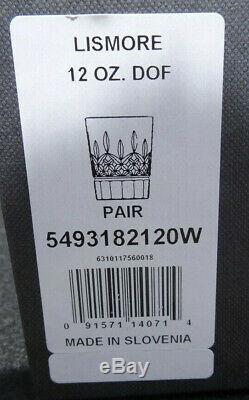 LISMORE
12 OZ. DOF
PAIR
5493182120W
6310117560018
0 91571 14071 4
MADE IN SLOVENIA